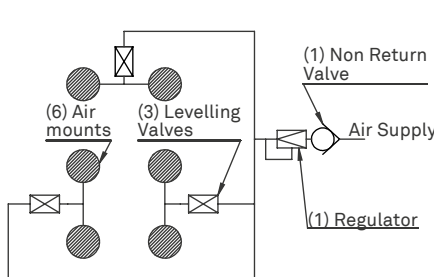 (1) Non Return
Valve
(6) Air
mounts
(3) Levelling
Valves
Air Supply
(1) Regulator